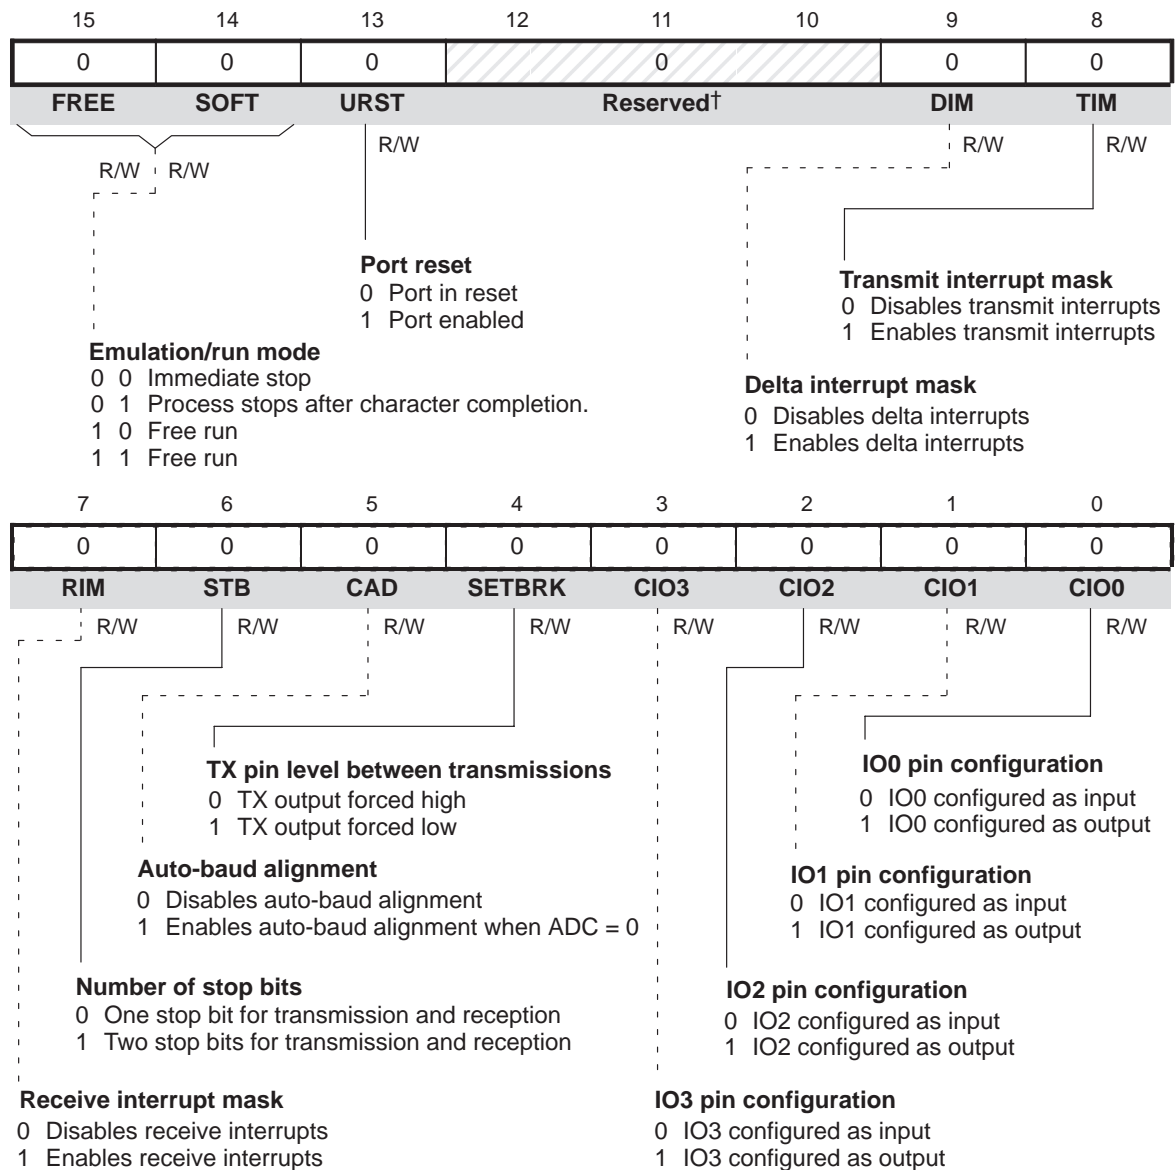 15 14 13 12 11 10 9 8
0 0 0 0 0 0
FREE SOFT URST Reserved† DIM TIM
R/W R/W R/W R/W R/W
Port reset
0 Port in reset
1 Port enabled
Transmit interrupt mask
0 Disables transmit interrupts
1 Enables transmit interrupts
Emulation/run mode
0 0 Immediate stop
0 1 Process stops after character completion.
1 0 Free run
1 1 Free run
Delta interrupt mask
0 Disables delta interrupts
1 Enables delta interrupts
7 6 5 4 3 2 1 0
0 0 0 0 0 0 0 0
RIM STB CAD SETBRK CIO3 CIO2 CIO1 CIO0
R/W R/W R/W R/W R/W R/W R/W R/W
TX pin level between transmissions
0 TX output forced high
1 TX output forced low
IO0 pin configuration
0 IO0 configured as input
1 IO0 configured as output
Auto-baud alignment
0 Disables auto-baud alignment
1 Enables auto-baud alignment when ADC = 0
IO1 pin configuration
0 IO1 configured as input
1 IO1 configured as output
Number of stop bits
0 One stop bit for transmission and reception
1 Two stop bits for transmission and reception
IO2 pin configuration
0 IO2 configured as input
1 IO2 configured as output
Receive interrupt mask
0 Disables receive interrupts
1 Enables receive interrupts
IO3 pin configuration
0 IO3 configured as input
1 IO3 configured as output